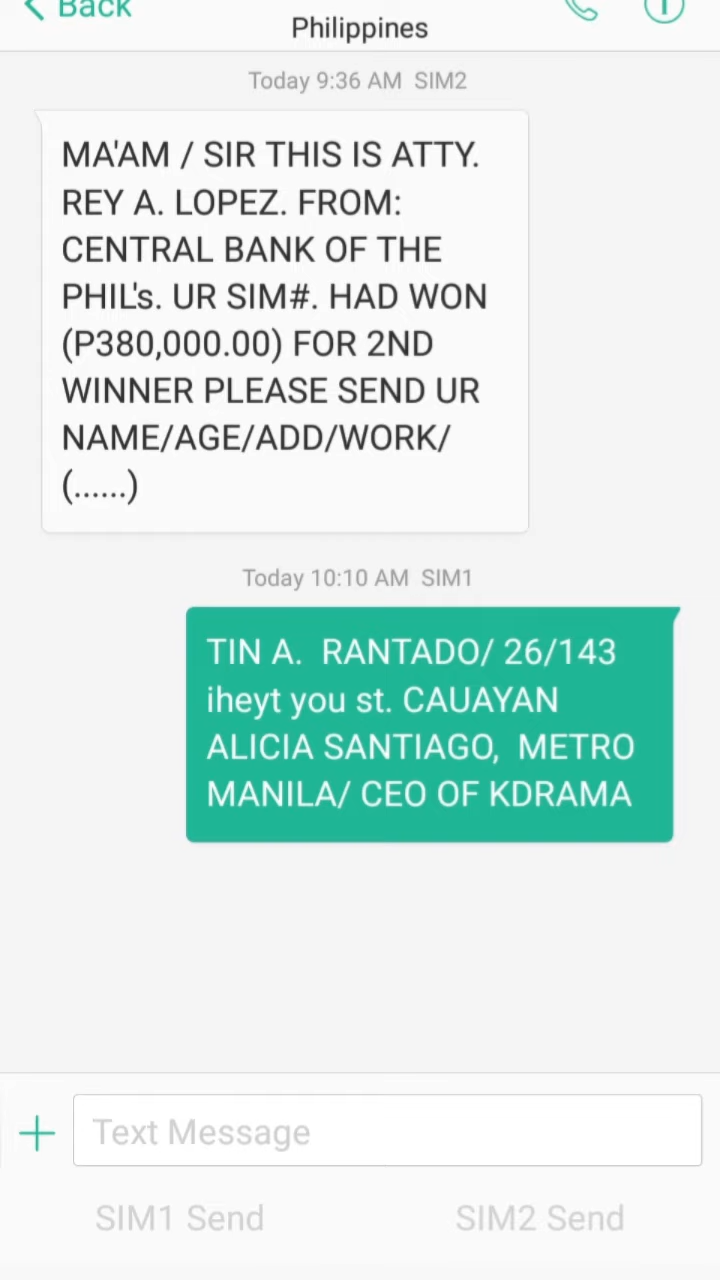 Back
Philippines
Today 9:36 AM SIM2
MA'AM / SIR THIS IS ATTY.
REY A. LOPEZ. FROM:
CENTRAL BANK OF THE
PHIL's. UR SIM#. HAD WON
(P380,000.00) FOR 2ND
WINNER PLEASE SEND UR
NAME/AGE/ADD/WORK/
(......)
Today 10:10 AM SIM1
TIN A.  RANTADO/ 26/143
iheyt you st. CAUAYAN
ALICIA SANTIAGO,  METRO
MANILA/ CEO OF KDRAMA
Text Message
SIM1 Send
SIM2 Send